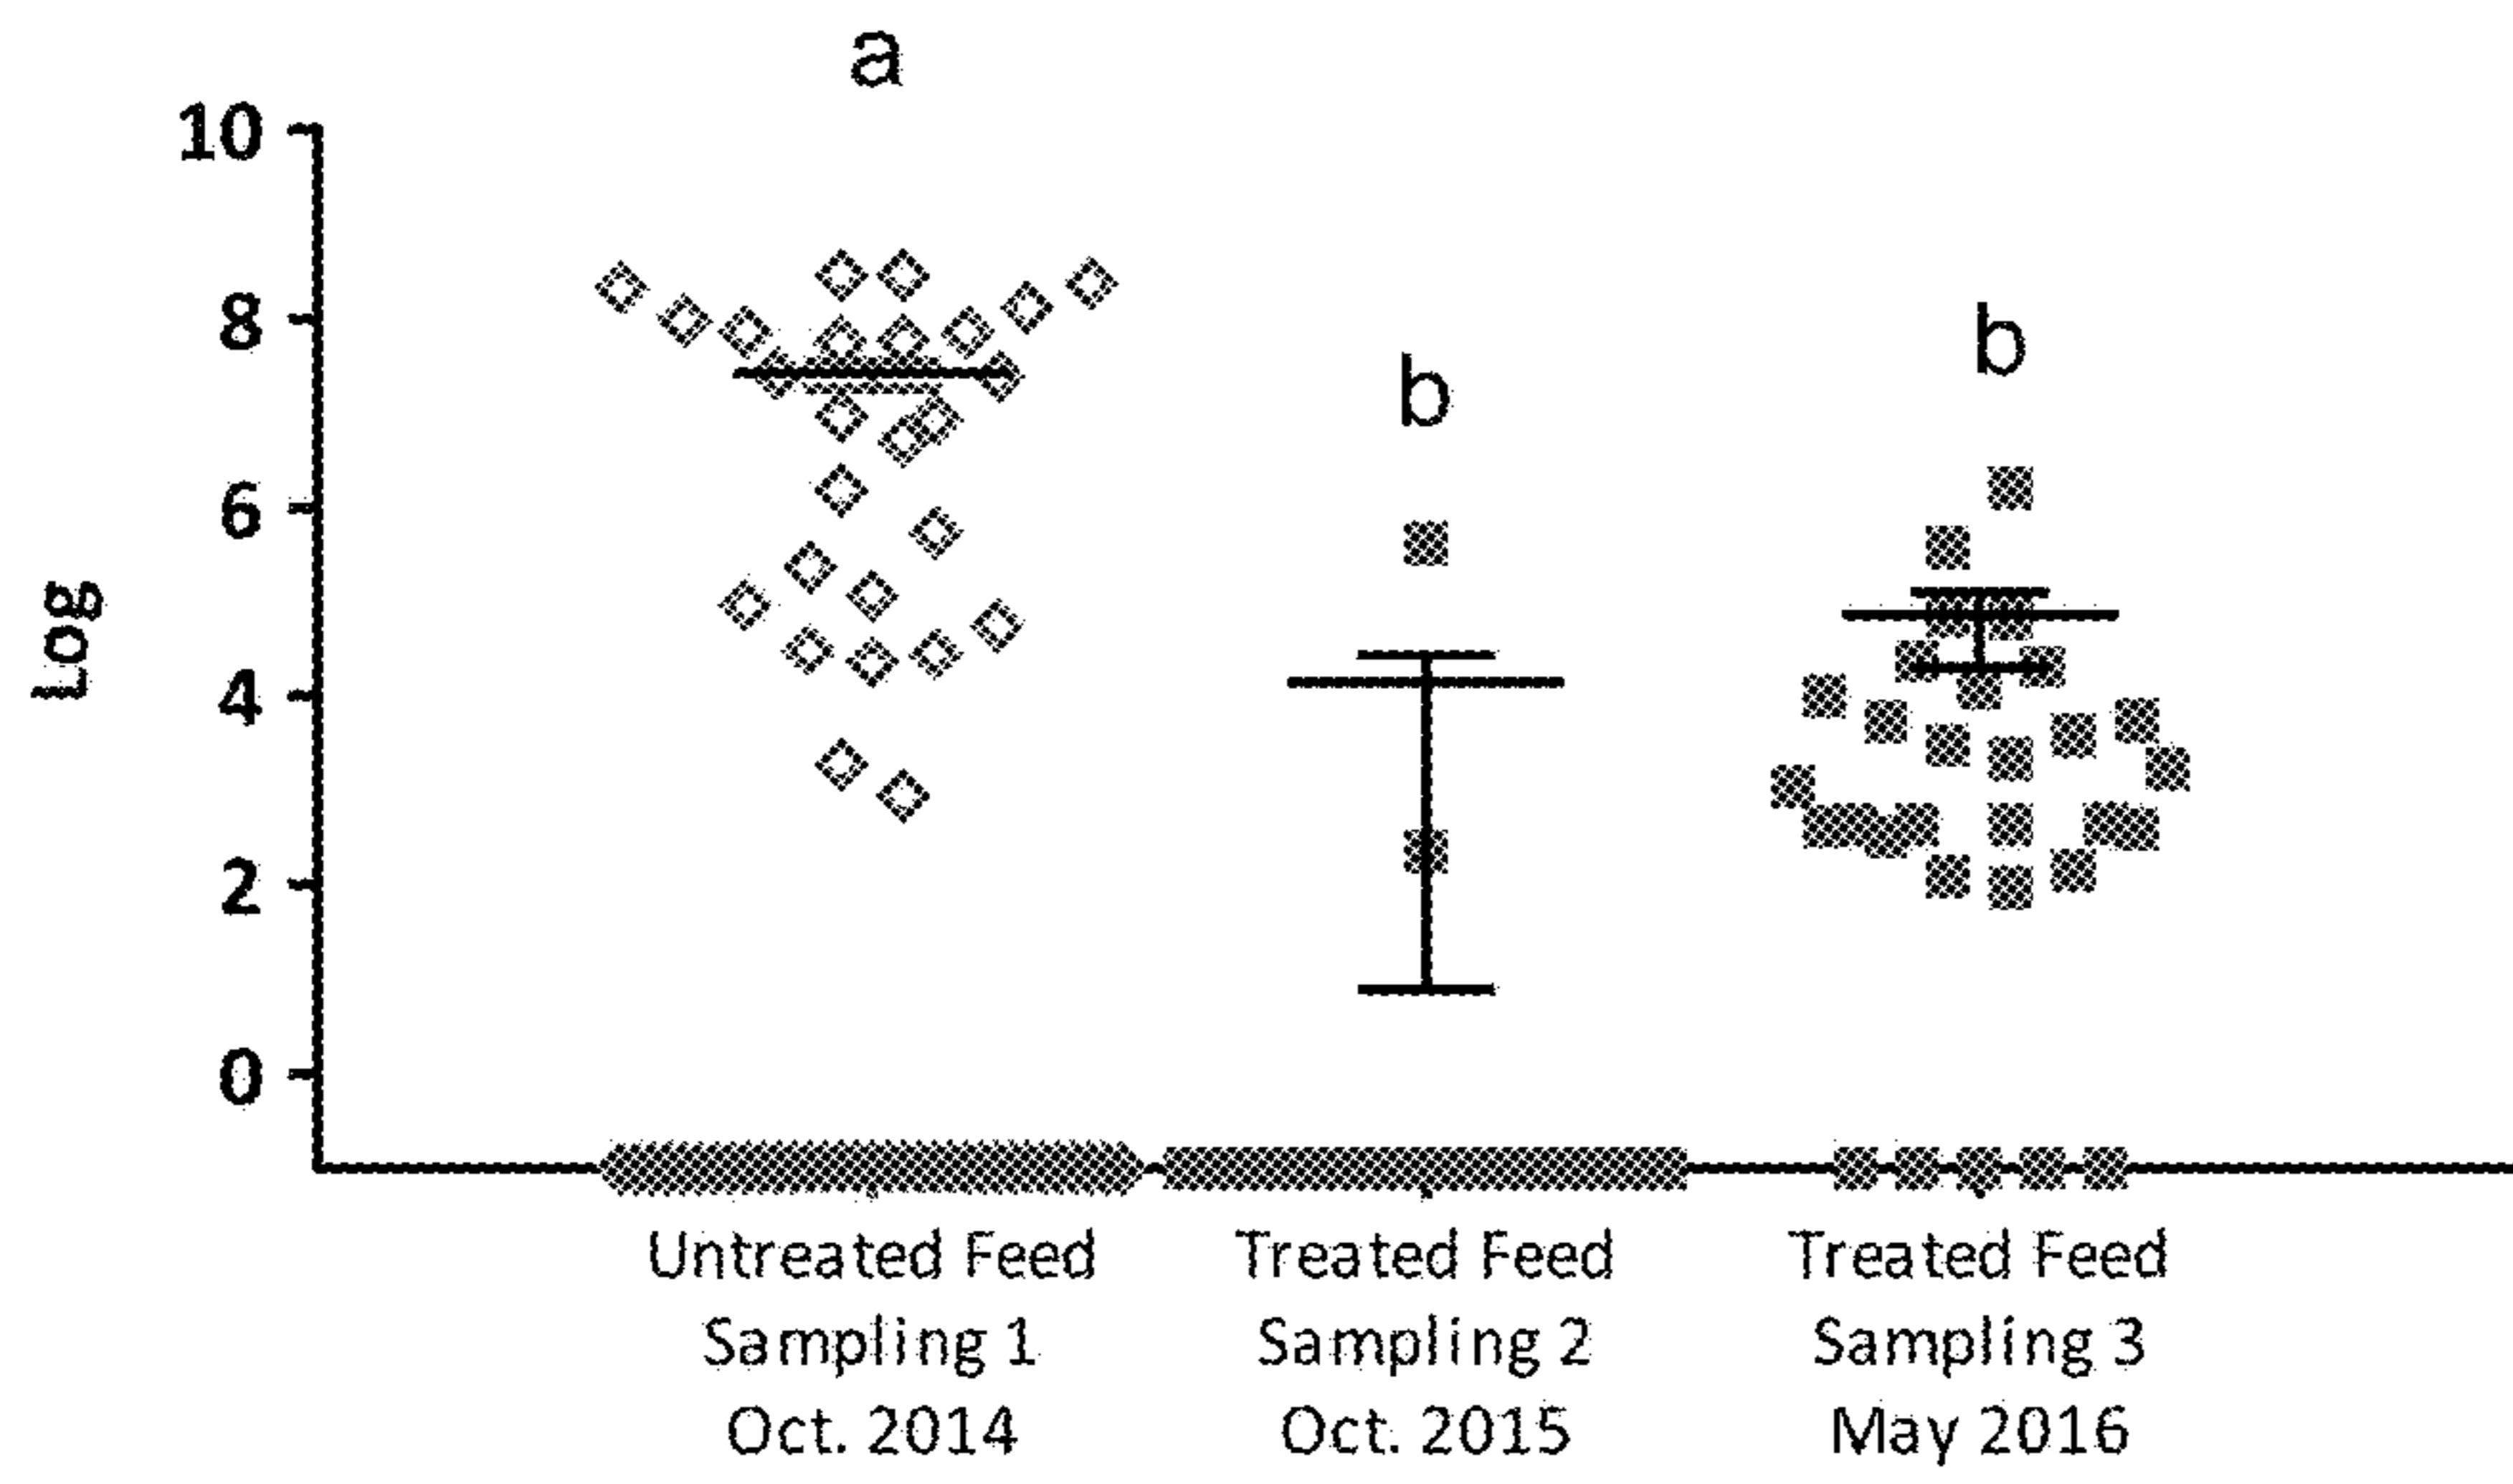 a
10
8
6
4
2
0
Log
b
b
Untreated Feed
Sampling 1
Oct. 2014
Treated Feed
Sampling 2
Oct. 2015
Treated Feed
Sampling 3
May 2016